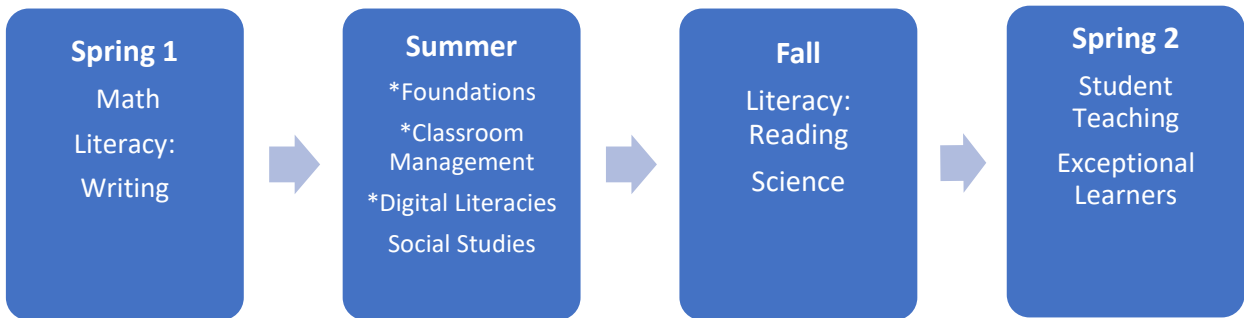 Spring 1
Math
Literacy:
Writing
Summer
*Foundations
*Classroom
Management
*Digital Literacies
Social Studies
Fall
Literacy:
Reading
Science
Spring 2
Student
Teaching
Exceptional
Learners